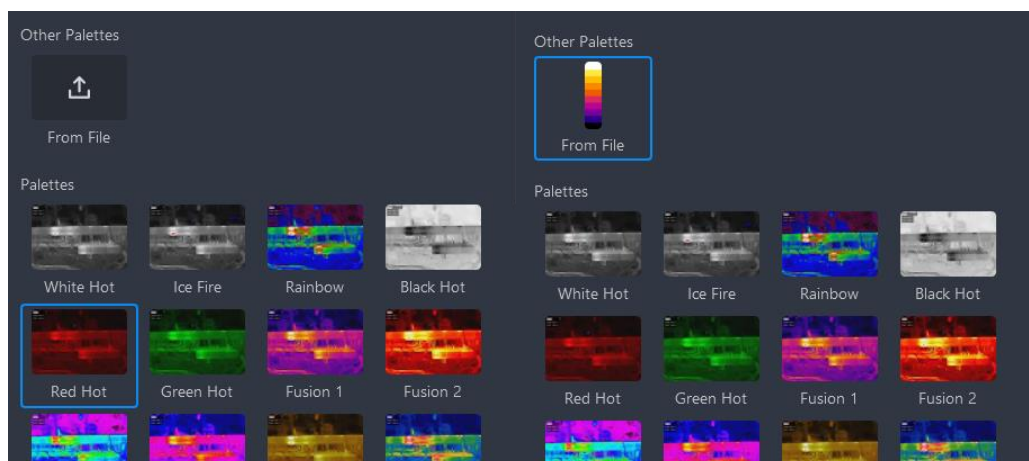 Other Palettes
From File
Palettes
White Hot
Ice Fire
Rainbow
Black Hot
Red Hot
Green Hot
Fusion 1
Fusion 2
Other Palettes
From File
Palettes
White Hot
Ice Fire
Rainbow
Black Hot
Red Hot
Green Hot
Fusion 1
Fusion 2